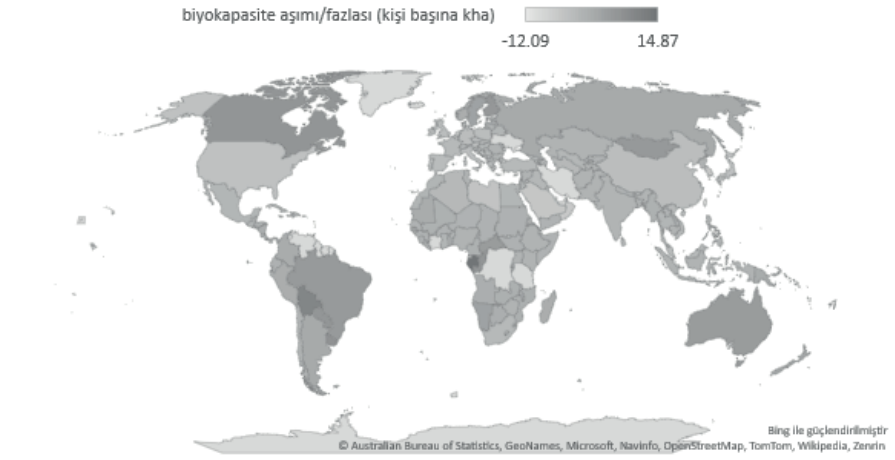 biyokapasite aşımı/fazlası (kişi başına kha)
-12.09 14.87
Bing ile güçlendirilmiştir
© Australian Bureau of Statistics, GeoNames, Microsoft, Navinfo, OpenStreetMap, TomTom, Wikipedia, Zenrin